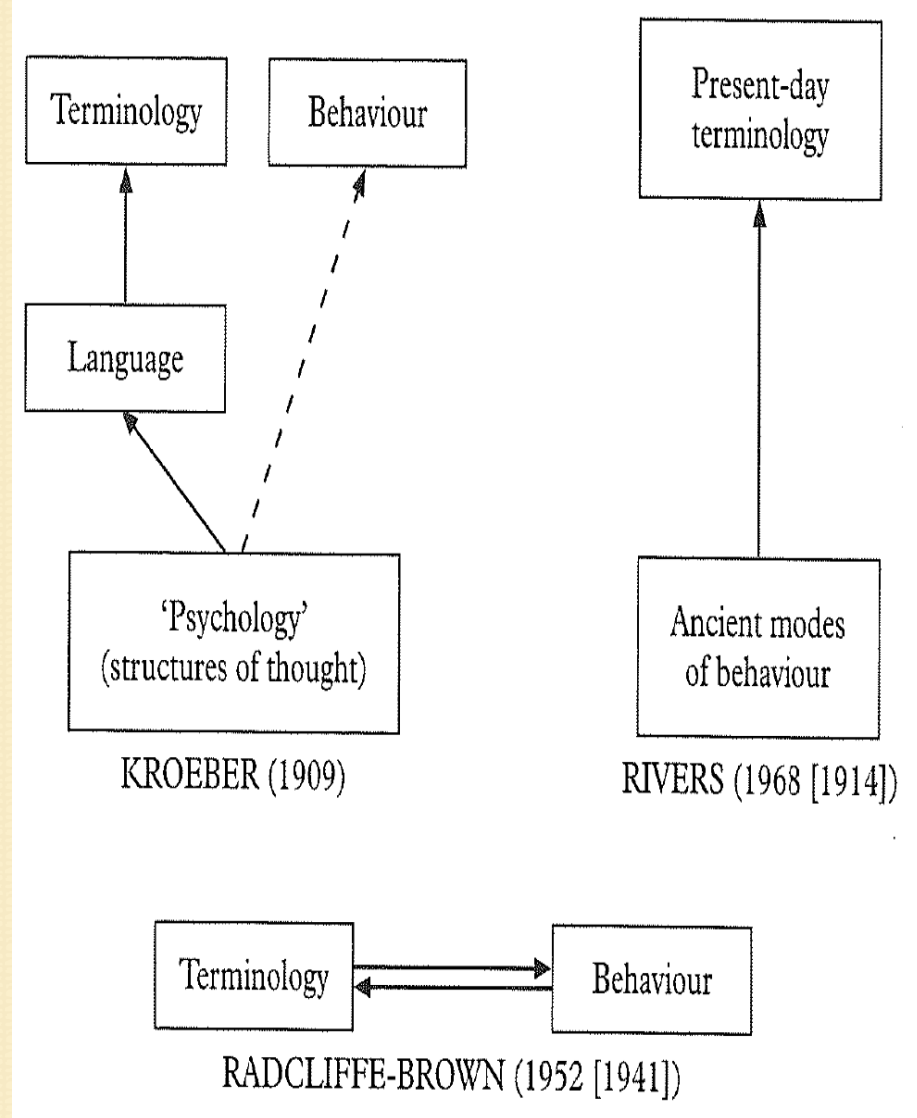 Terminology
Behaviour
Language
‘Psychology’
(structures of thought)
KROEBER (1909)
Present-day
terminology
Ancient modes
of behaviour
RIVERS (1968 [1914])
Terminology
Behaviour
RADCLIFFE-BROWN (1952 [1941])